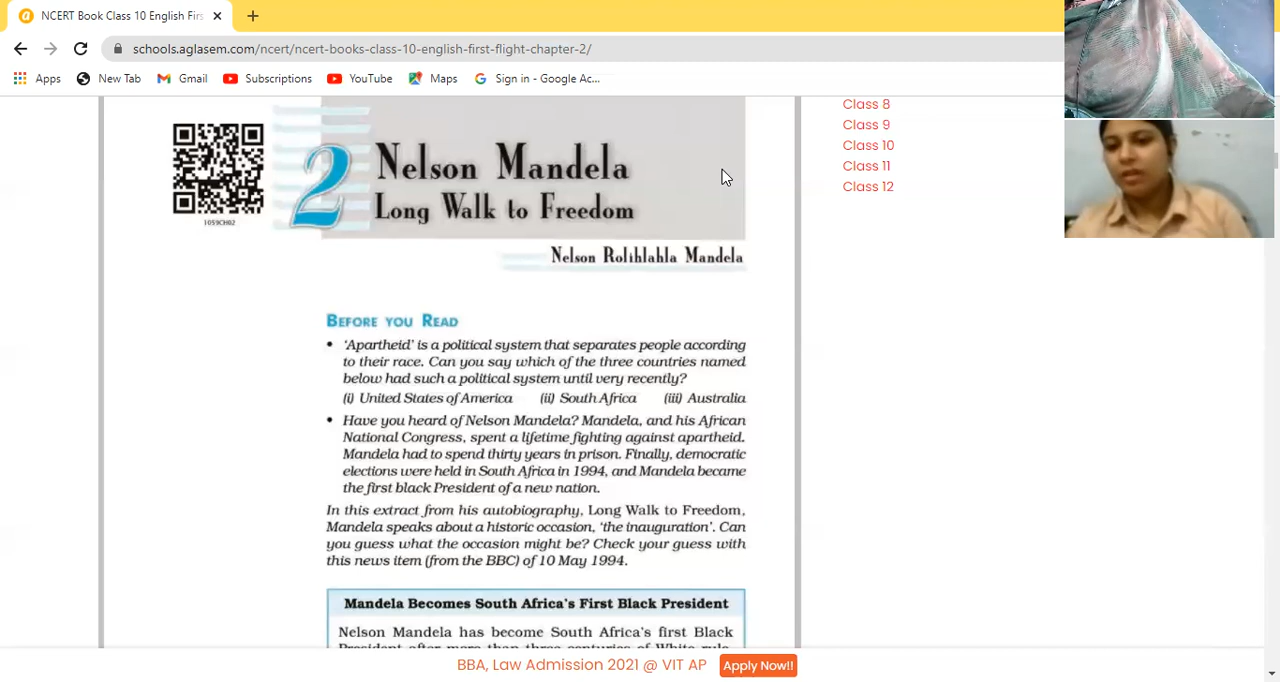 NCERT Book Class 10 English Firs
schools.aglasem.com/ncert/ncert-books-class-10-english-first-flight-chapter-2/
Apps New Tab Gmail Subscriptions YouTube Maps Sign in - Google Ac...
Class 8
Class 9
Class 10
Class 11
Class 12
1059CH02
2 Nelson Mandela
Long Walk to Freedom
Nelson Rolihlahla Mandela
BEFORE YOU READ
• 'Apartheid' is a political system that separates people according
to their race. Can you say which of the three countries named
below had such a political system until very recently?
(i) United States of America (ii) South Africa (iii) Australia
• Have you heard of Nelson Mandela? Mandela, and his African
National Congress, spent a lifetime fighting against apartheid.
Mandela had to spend thirty years in prison. Finally, democratic
elections were held in South Africa in 1994, and Mandela became
the first black President of a new nation.
In this extract from his autobiography, Long Walk to Freedom,
Mandela speaks about a historic occasion, 'the inauguration'. Can
you guess what the occasion might be? Check your guess with
this news item (from the BBC) of 10 May 1994.
Mandela Becomes South Africa's First Black President
Nelson Mandela has become South Africa's first Black
President after more than three centuries of White rule.
BBA, Law Admission 2021 @ VIT AP Apply Now!!